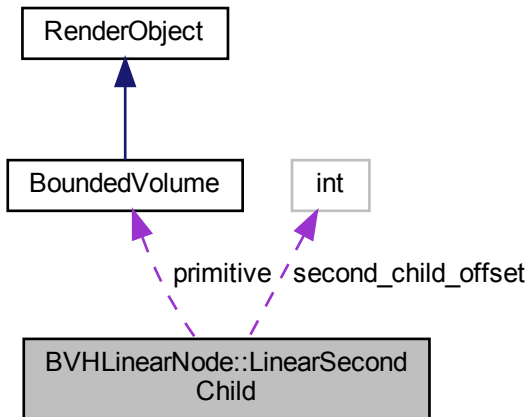 RenderObject
BoundedVolume
int
primitive
second_child_offset
BVHLinearNode::LinearSecond
Child